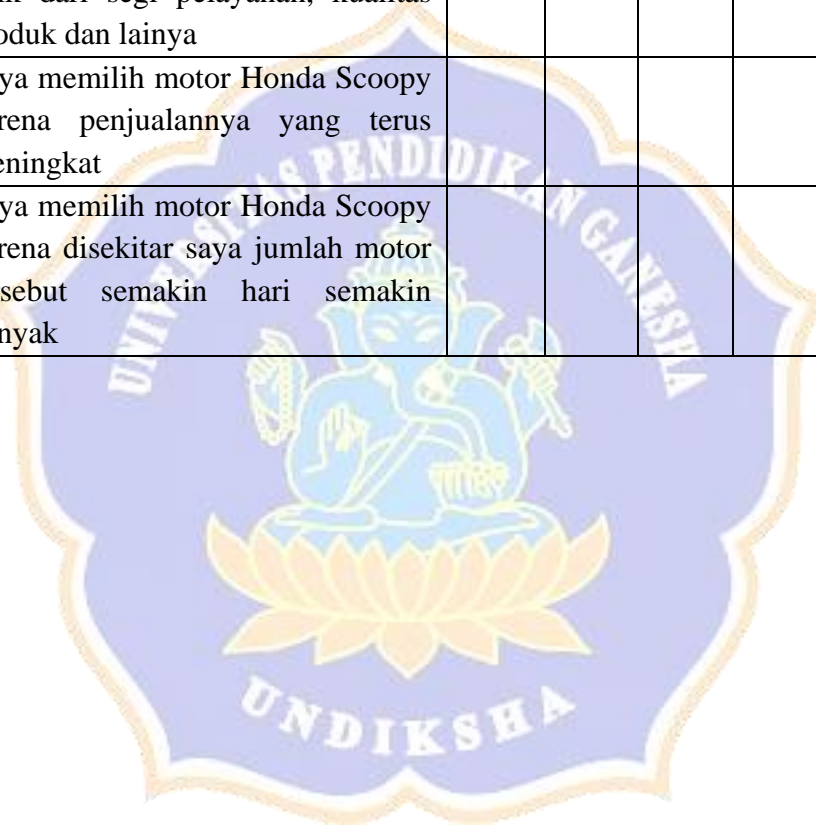 dari segi pelayanan, kualitas
oduk dan lainya
ya memilih motor Honda Scoopy
rena penjualannya yang terus
eningkat
ya memilih motor Honda Scoopy
rena disekitar saya jumlah motor
sebut semakin hari semakin
nyak
UNIVERSITAS PENDIDIKAN GANESHA
UNDIKSHA